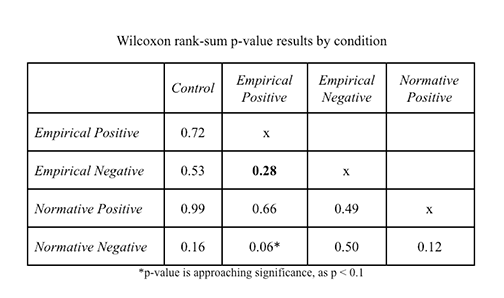 Wilcoxon rank-sum p-value results by condition
Control Empirical Positive Empirical Negative Normative Positive
Empirical Positive 0.72 x
Empirical Negative 0.53 0.28 x
Normative Positive 0.99 0.66 0.49 x
Normative Negative 0.16 0.06* 0.50 0.12
*p-value is approaching significance, as p < 0.1